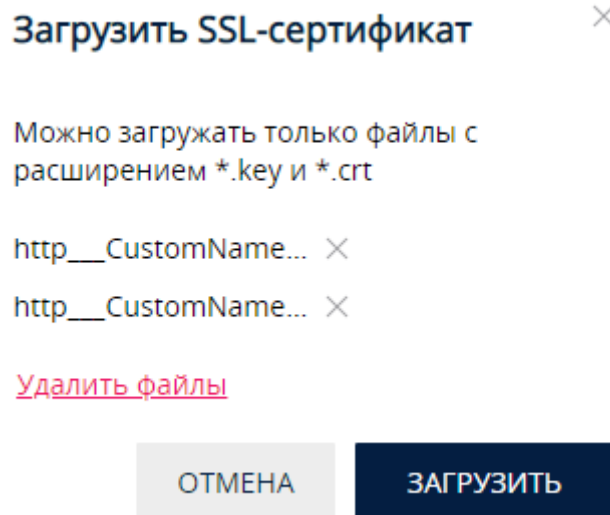 Загрузить SSL-сертификат
Можно загружать только файлы с
расширением *.key и *.crt
http___CustomName...
http___CustomName...
Удалить файлы
ОТМЕНА
ЗАГРУЗИТЬ